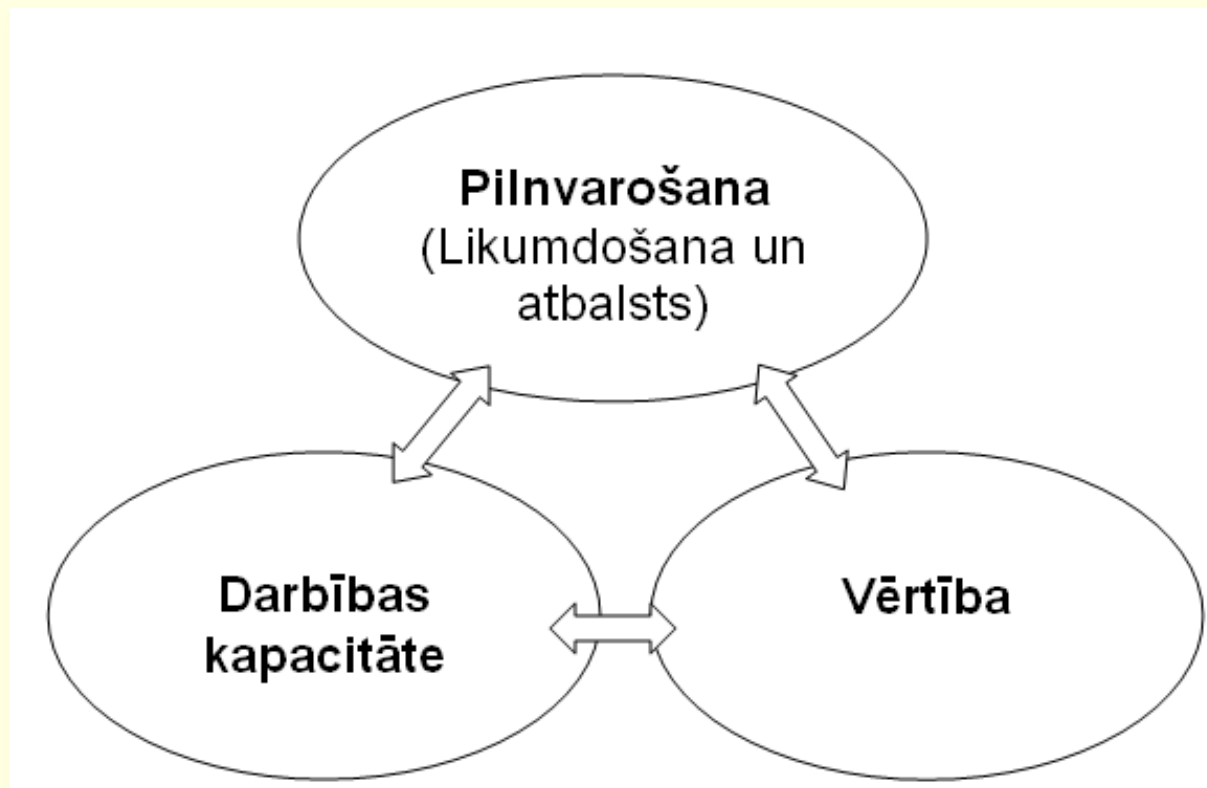 Pilnvarošana
(Likumdošana un
atbalsts)
Darbības
kapacitāte
Vērtība